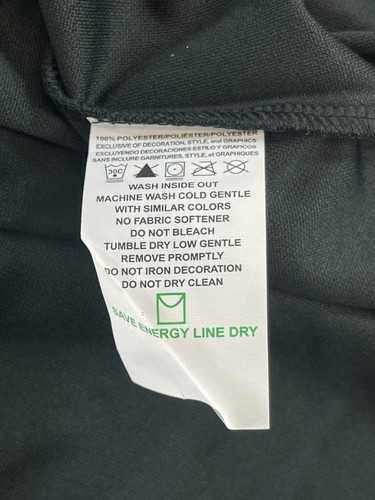 100% POLYESTER/POLIÉSTER/POLYESTER
EXCLUSIVE OF DECORATION, STYLE, and GRAPHICS
EXCLUYENDO DECORACIONES ESTILO Y GRAFICOS
SANS INCLURE GARNITURES, STYLE, et GRAPHIQUES
30C
WASH INSIDE OUT
MACHINE WASH COLD GENTLE
WITH SIMILAR COLORS
NO FABRIC SOFTENER
DO NOT BLEACH
TUMBLE DRY LOW GENTLE
REMOVE PROMPTLY
DO NOT IRON DECORATION
DO NOT DRY CLEAN
SAVE ENERGY LINE DRY